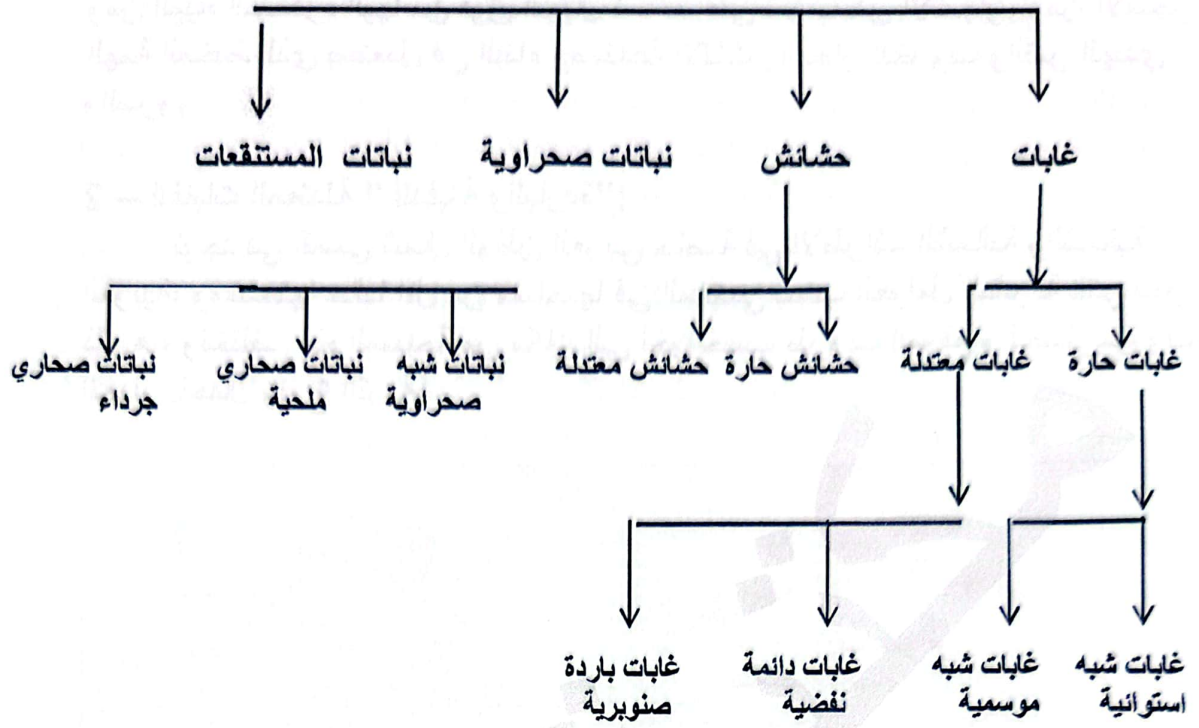 غابات
حشائش
نباتات صحراوية
نباتات المستنقعات
غابات حارة
غابات معتدلة
حشائش حارة
حشائش معتدلة
نباتات شبه
صحراوية
نباتات صحاري
ملحية
نباتات صحاري
جرداء
غابات شبه
استوائية
غابات شبه
موسمية
غابات دائمة
نفضية
غابات باردة
صنوبرية